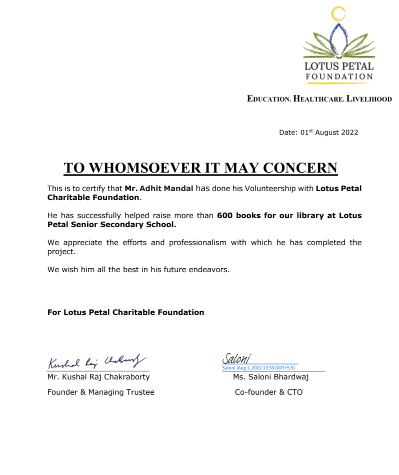 LOTUS PETAL
FOUNDATION
EDUCATION. HEALTHCARE. LIVELIHOOD
Date: 01st August 2022
TO WHOMSOEVER IT MAY CONCERN
This is to certify that Mr. Adhit Mandal has done his Volunteership with Lotus Petal
Charitable Foundation.
He has successfully helped raise more than 600 books for our library at Lotus
Petal Senior Secondary School.
We appreciate the efforts and professionalism with which he has completed the
project.
We wish him all the best in his future endeavors.
For Lotus Petal Charitable Foundation
Kushal Raj Chakraborty Saloni
Saloni (Aug 1, 2022 15:50 GMT+5.5)
Mr. Kushal Raj Chakraborty Ms. Saloni Bhardwaj
Founder & Managing Trustee Co-founder & CTO